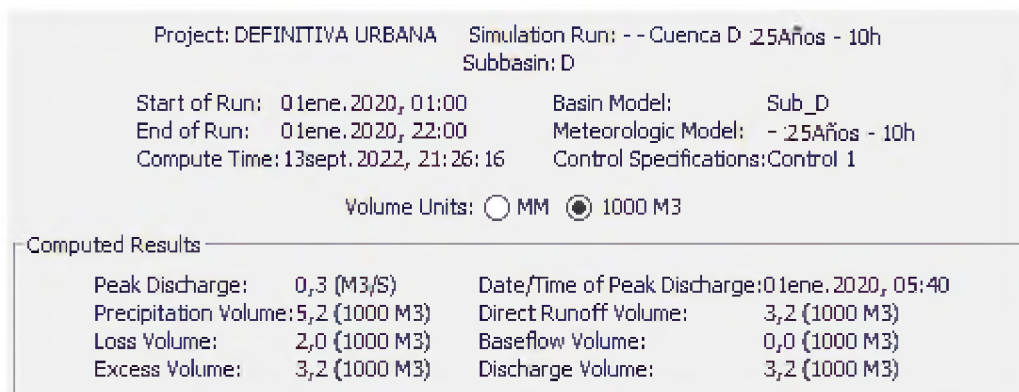 Project: DEFINITIVA URBANA Simulation Run: - - Cuenca D :25Años - 10h
Subbasin: D
Start of Run: 01ene.2020, 01:00 Basin Model: Sub_D
End of Run: 01ene.2020, 22:00 Meteorologic Model: - :25Años - 10h
Compute Time: 13sept.2022, 21:26:16 Control Specifications:Control 1
Volume Units: MM 1000 M3
Computed Results
Peak Discharge: 0,3 (M3/S) Date/Time of Peak Discharge:01ene.2020, 05:40
Precipitation Volume:5,2 (1000 M3) Direct Runoff Volume: 3,2 (1000 M3)
Loss Volume: 2,0 (1000 M3) Baseflow Volume: 0,0 (1000 M3)
Excess Volume: 3,2 (1000 M3) Discharge Volume: 3,2 (1000 M3)